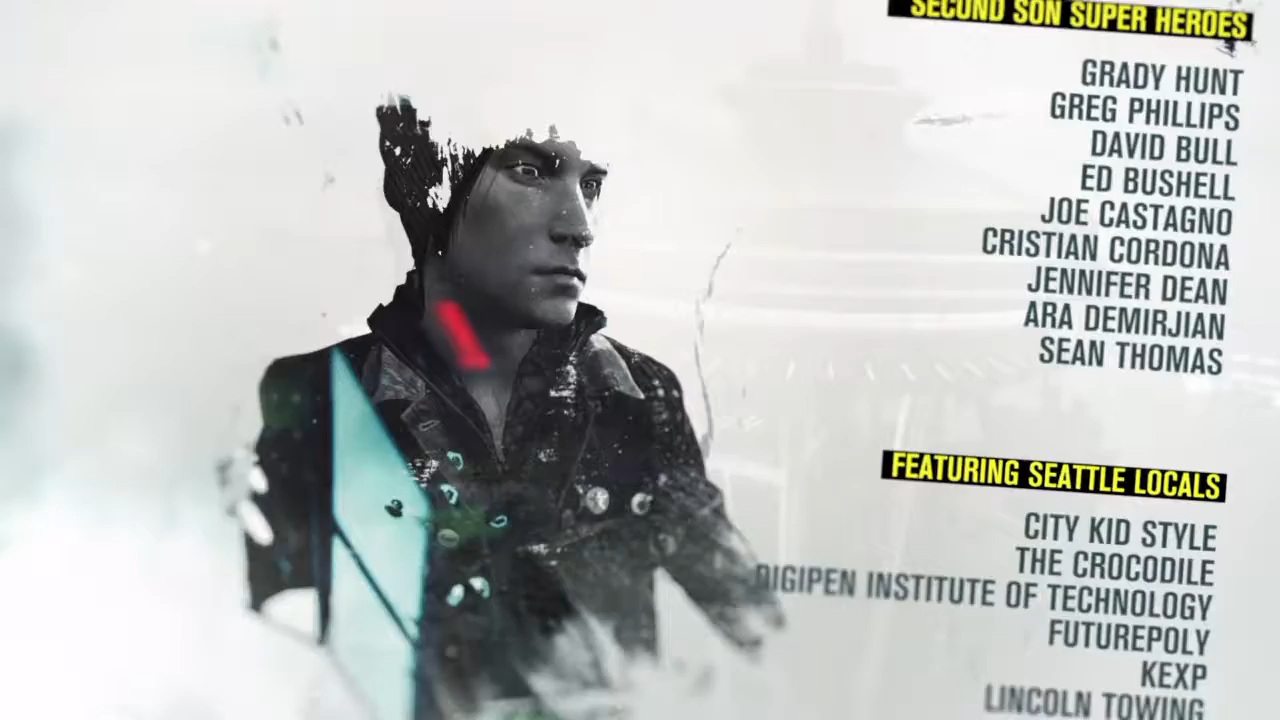 SECOND SON SUPER HEROES
GRADY HUNT
GREG PHILLIPS
DAVID BULL
ED BUSHELL
JOE CASTAGNO
CRISTIAN CORDONA
JENNIFER DEAN
ARA DEMIRJIAN
SEAN THOMAS
FEATURING SEATTLE LOCALS
CITY KID STYLE
THE CROCODILE
DIGIPEN INSTITUTE OF TECHNOLOGY
FUTUREPOLY
KEXP
LINCOLN TOWING